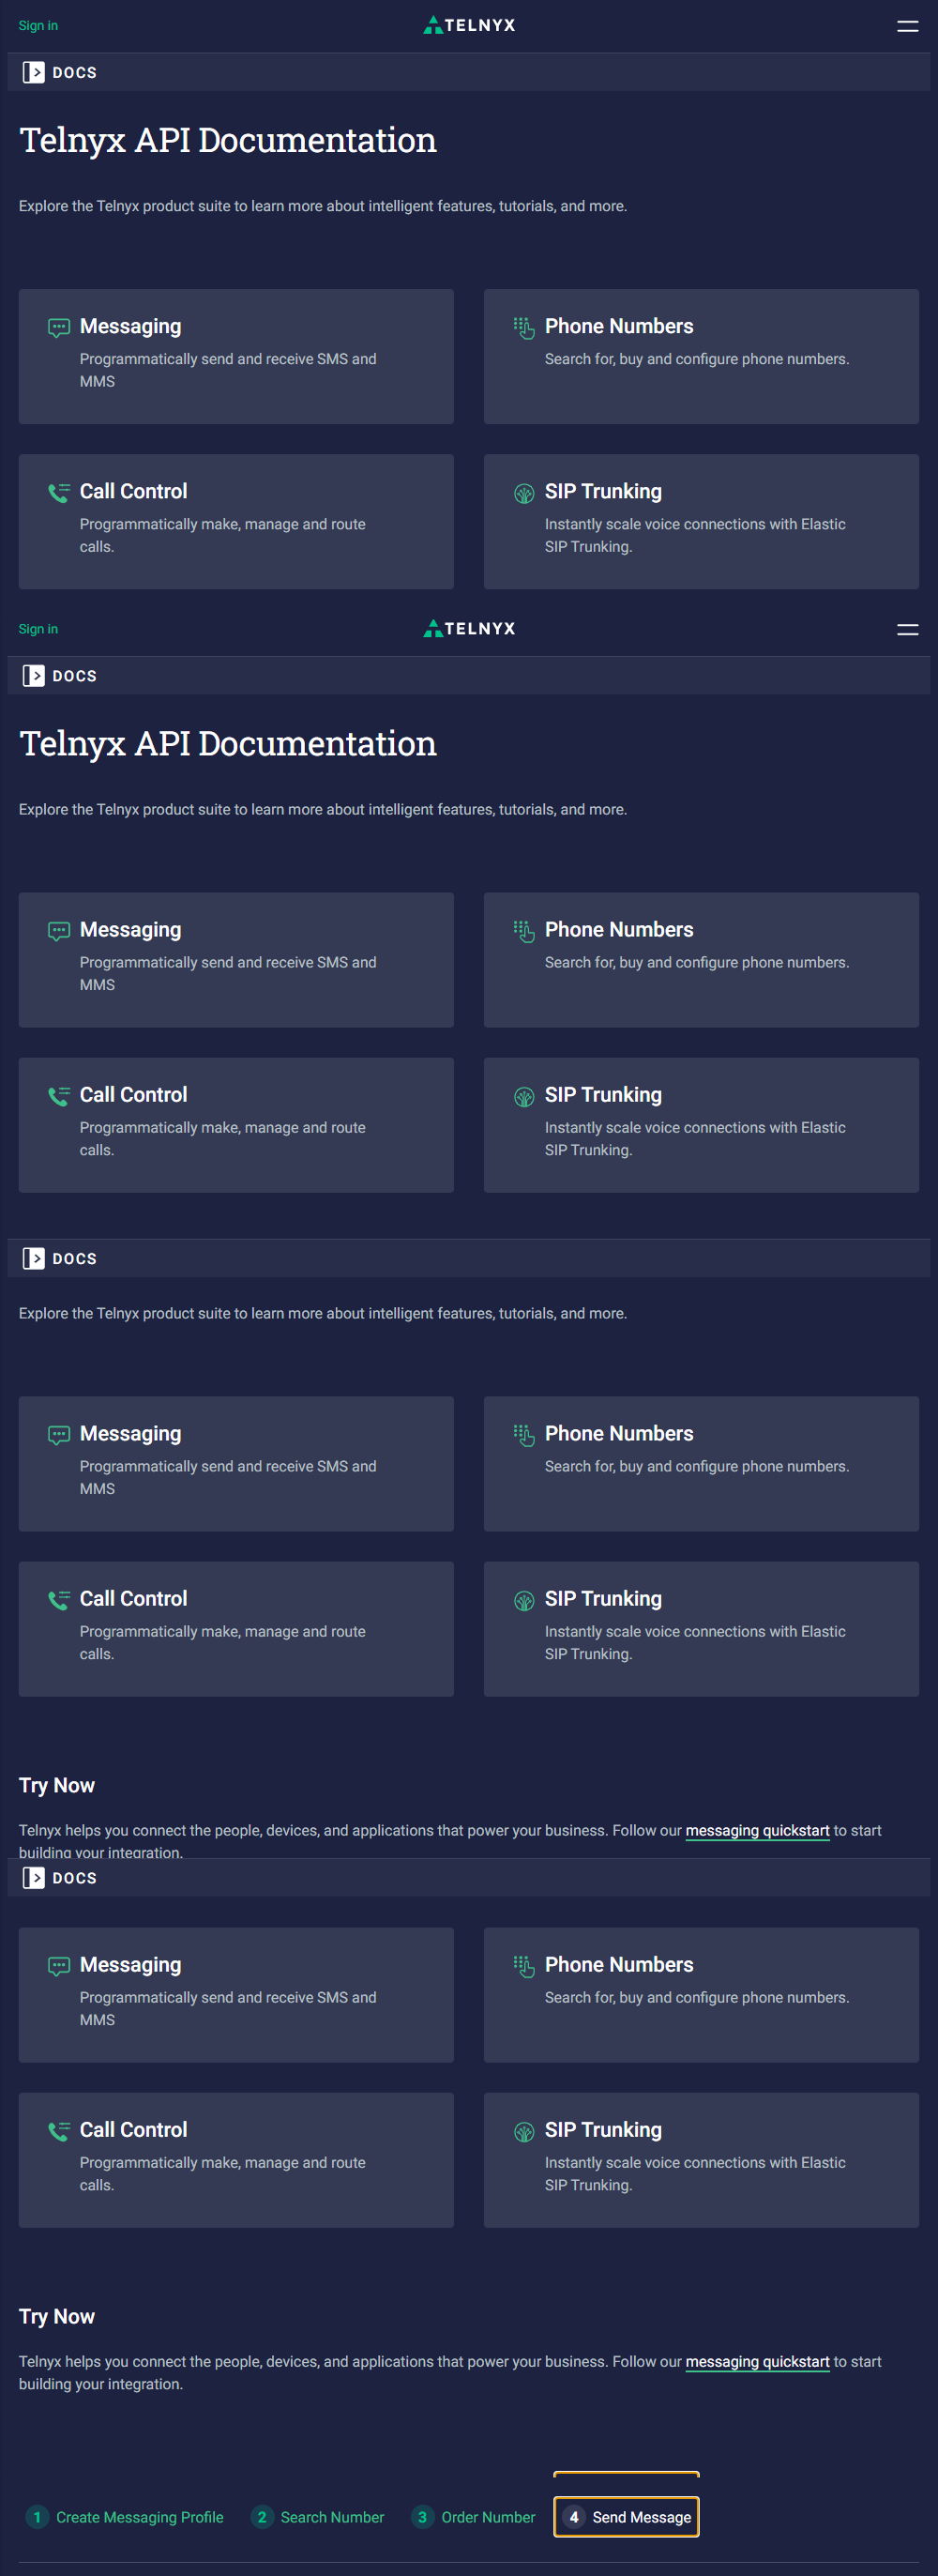 Sign in
TELNYX
DOCS
Telnyx API Documentation
Explore the Telnyx product suite to learn more about intelligent features, tutorials, and more.
Messaging
Programmatically send and receive SMS and
MMS
Phone Numbers
Search for, buy and configure phone numbers.
Call Control
Programmatically make, manage and route
calls.
SIP Trunking
Instantly scale voice connections with Elastic
SIP Trunking.
Sign in
TELNYX
DOCS
Telnyx API Documentation
Explore the Telnyx product suite to learn more about intelligent features, tutorials, and more.
Messaging
Programmatically send and receive SMS and
MMS
Phone Numbers
Search for, buy and configure phone numbers.
Call Control
Programmatically make, manage and route
calls.
SIP Trunking
Instantly scale voice connections with Elastic
SIP Trunking.
DOCS
Explore the Telnyx product suite to learn more about intelligent features, tutorials, and more.
Messaging
Programmatically send and receive SMS and
MMS
Phone Numbers
Search for, buy and configure phone numbers.
Call Control
Programmatically make, manage and route
calls.
SIP Trunking
Instantly scale voice connections with Elastic
SIP Trunking.
Try Now
Telnyx helps you connect the people, devices, and applications that power your business. Follow our messaging quickstart to start
building your integration.
DOCS
Messaging
Programmatically send and receive SMS and
MMS
Phone Numbers
Search for, buy and configure phone numbers.
Call Control
Programmatically make, manage and route
calls.
SIP Trunking
Instantly scale voice connections with Elastic
SIP Trunking.
Try Now
Telnyx helps you connect the people, devices, and applications that power your business. Follow our messaging quickstart to start
building your integration.
1 Create Messaging Profile 2 Search Number 3 Order Number 4 Send Message